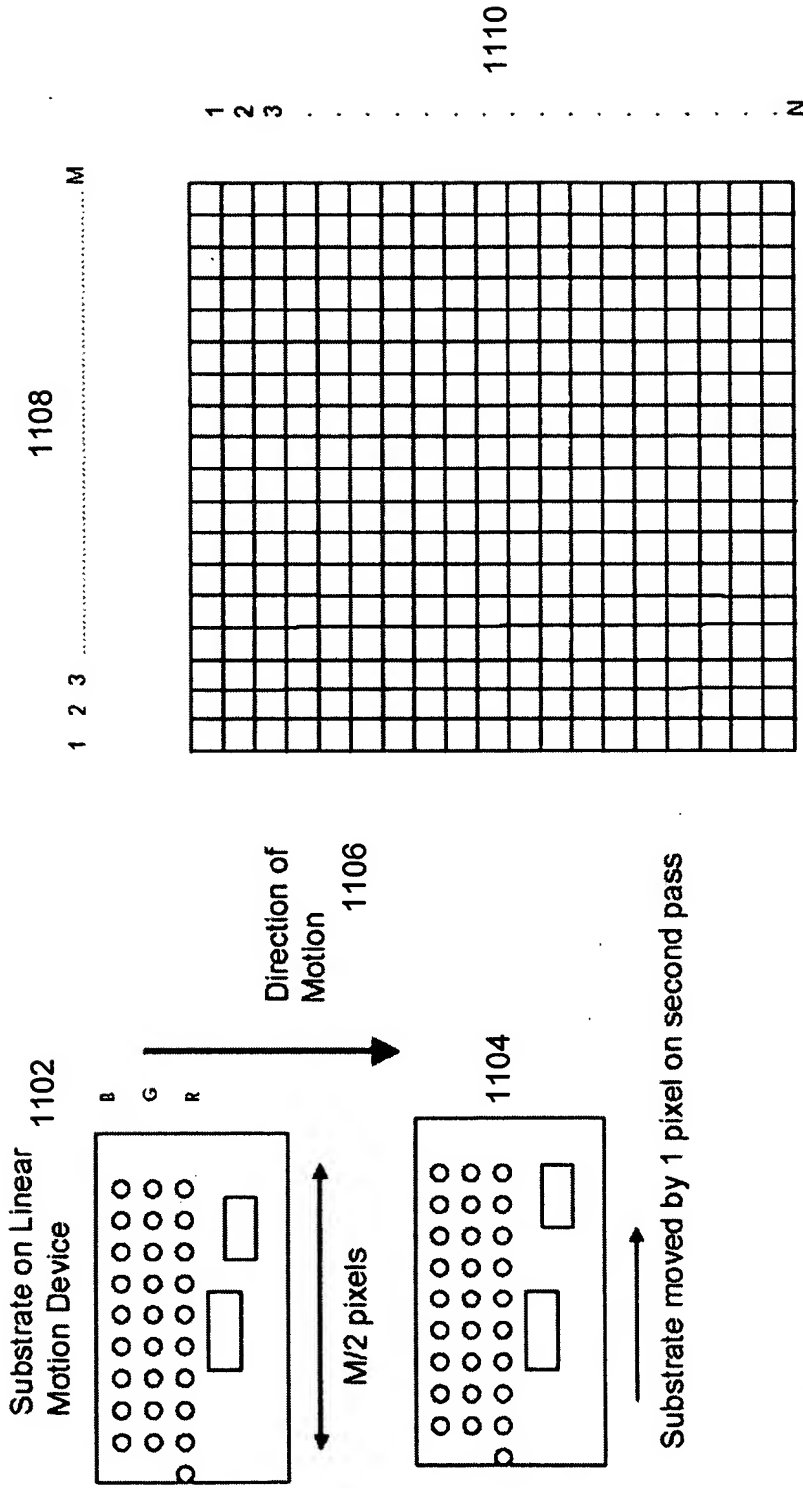 Substrate on Linear
Motion Device
1102
B
G
R
M/2 pixels
Direction of
Motion
1106
1104
Substrate moved by 1 pixel on second pass
1108
1 2 3 ........................................ M
1
2
3
.
.
.
.
.
.
.
.
.
.
.
.
.
N
1110